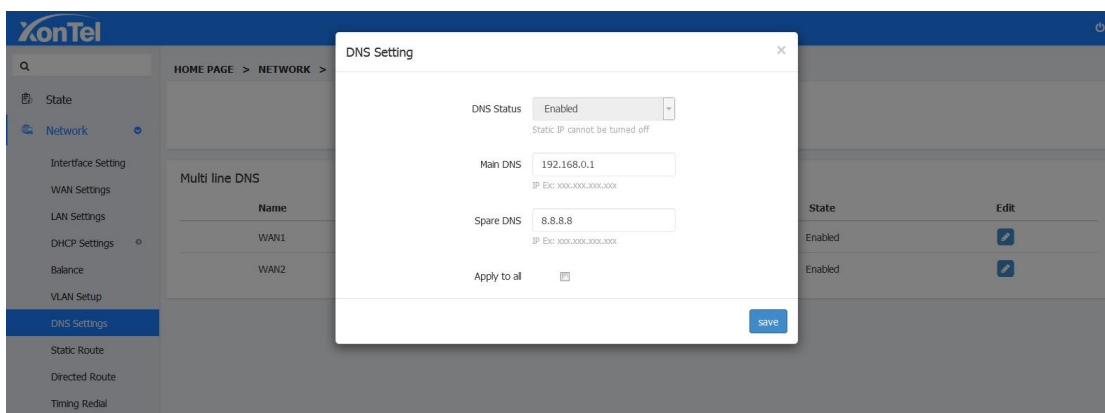 XonTel
HOME PAGE > NETWORK >
State
Network
Intertface Setting
WAN Settings
LAN Settings
DHCP Settings
Balance
VLAN Setup
DNS Settings
Static Route
Directed Route
Timing Redial
Multi line DNS
Name State Edit
WAN1 Enabled
WAN2 Enabled
DNS Setting ×
DNS Status Enabled
Static IP cannot be turned off
Main DNS 192.168.0.1
IP Ex: xxx.xxx.xxx.xxx
Spare DNS 8.8.8.8
IP Ex: xxx.xxx.xxx.xxx
Apply to all
save